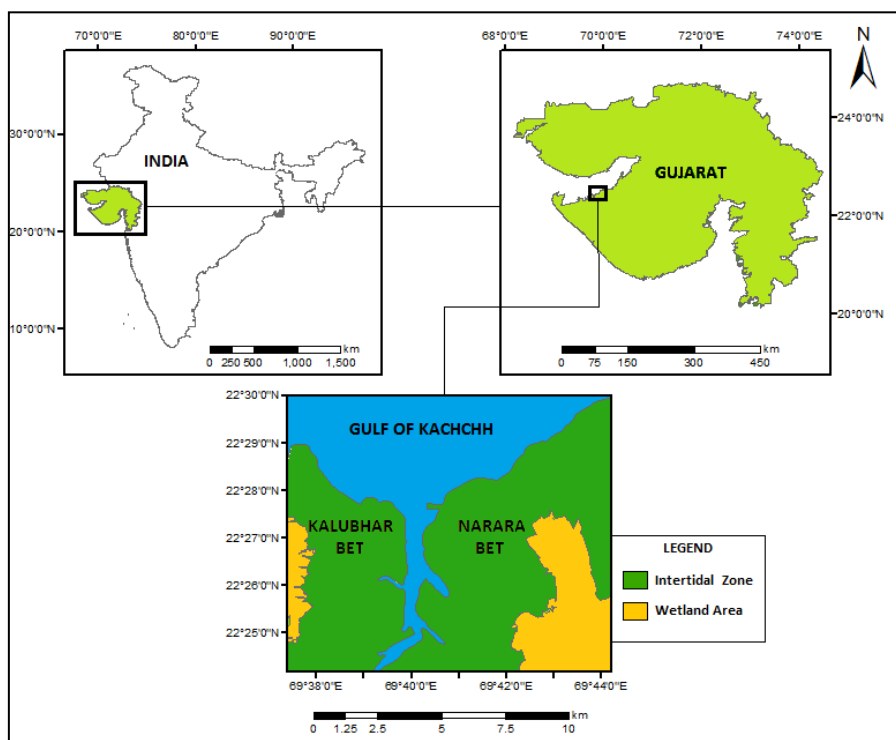 70°0'0"E 80°0'0"E 90°0'0"E
30°0'0"N
20°0'0"N
10°0'0"N
INDIA
km
0 250 500 1,000 1,500
68°0'0"E 70°0'0"E 72°0'0"E 74°0'0"E
N
24°0'0"N
22°0'0"N
20°0'0"N
GUJARAT
km
0 75 150 300 450
22°30'0"N
22°29'0"N
22°28'0"N
22°27'0"N
22°26'0"N
22°25'0"N
GULF OF KACHCHH
KALUBHAR
BET
NARARA
BET
69°38'0"E 69°40'0"E 69°42'0"E 69°44'0"E
km
0 1.25 2.5 5 7.5 10
LEGEND
Intertidal Zone
Wetland Area